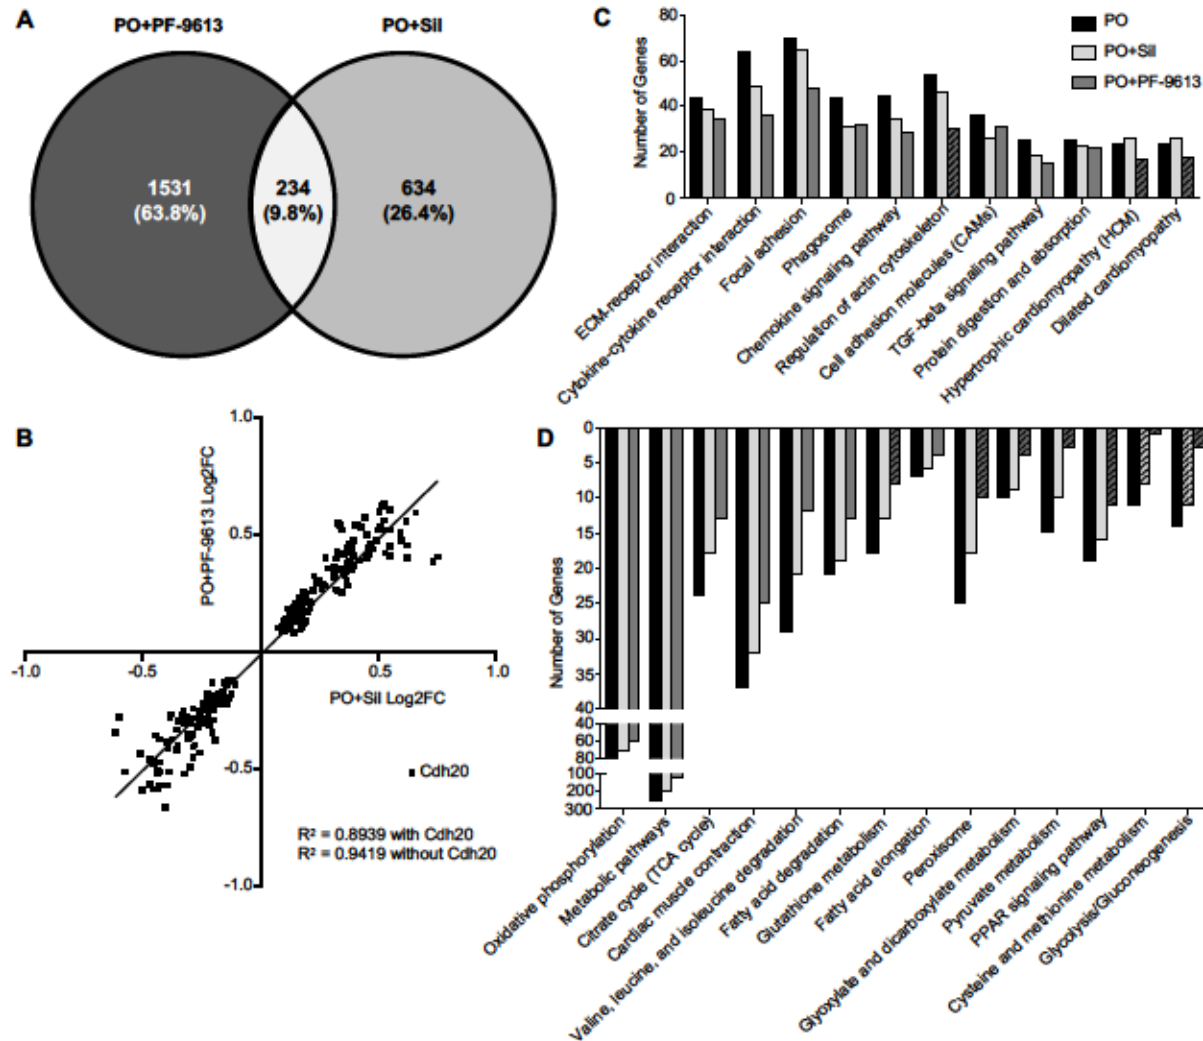 A
PO+PF-9613
PO+Sil
1531
(63.8%)
234
(9.8%)
634
(26.4%)
B
1.0
0.5
-0.5
-1.0
-1.0
-0.5
0.5
1.0
PO+PF-9613 Log2FC
PO+Sil Log2FC
Cdh20
R² = 0.8939 with Cdh20
R² = 0.9419 without Cdh20
C
80
60
40
20
0
Number of Genes
PO
PO+Sil
PO+PF-9613
ECM-receptor interaction
Cytokine-cytokine receptor interaction
Focal adhesion
Phagosome
Chemokine signaling pathway
Regulation of actin cytoskeleton
Cell adhesion molecules (CAMs)
TGF-beta signaling pathway
Protein digestion and absorption
Hypertrophic cardiomyopathy (HCM)
Dilated cardiomyopathy
D
0
5
10
15
20
25
30
35
40
40
60
80
100
200
300
Number of Genes
Oxidative phosphorylation
Metabolic pathways
Citrate cycle (TCA cycle)
Cardiac muscle contraction
Valine, leucine, and isoleucine degradation
Fatty acid degradation
Glutathione metabolism
Fatty acid elongation
Peroxisome
Glyoxylate and dicarboxylate metabolism
Pyruvate metabolism
PPAR signaling pathway
Cysteine and methionine metabolism
Glycolysis/Gluconeogenesis